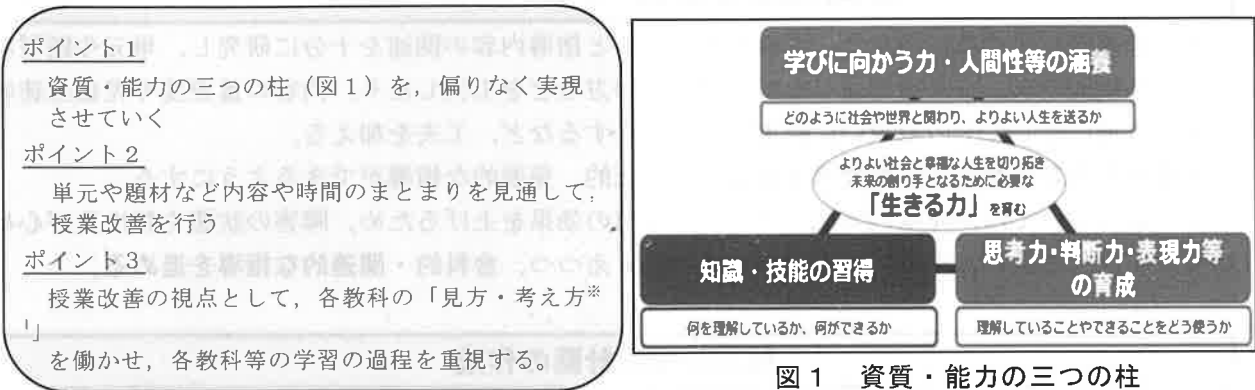 ポイント1
資質・能力の三つの柱(図1)を,偏りなく実現
させていく
ポイント2
単元や題材など内容や時間のまとまりを見通して,
授業改善を行う
ポイント3
授業改善の視点として,各教科の「見方・考え方※
1」
を働かせ,各教科等の学習の過程を重視する。
学びに向かう力・人間性等の涵養
どのように社会や世界と関わり、よりよい人生を送るか
よりよい社会と幸福な人生を切り拓き
未来の創り手となるために必要な
「生きる力」を育む
知識・技能の習得
何を理解しているか、何ができるか
思考力・判断力・表現力等
の育成
理解していることやできることをどう使うか
図1 資質・能力の三つの柱